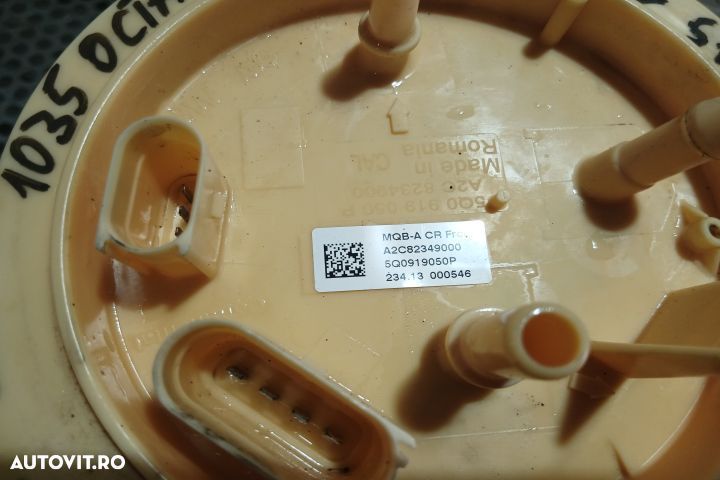 1035 OCTA
MQB-A CR Fr
A2C82349000
5Q0919050P
234.13 000546
5Q0 919 050 P
A2C 8234900
Made in
Romania CAL
AUTOVIT.RO